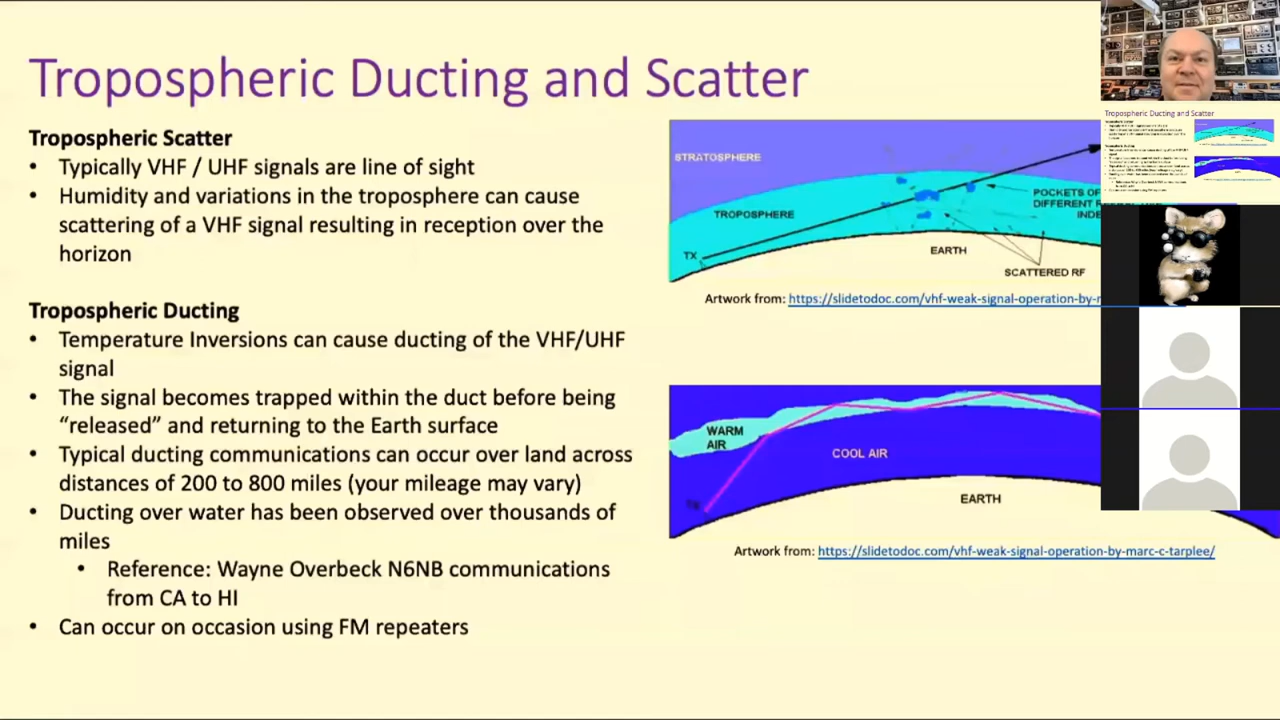 Tropospheric Ducting and Scatter
Tropospheric Scatter
• Typically VHF / UHF signals are line of sight
• Humidity and variations in the troposphere can cause
scattering of a VHF signal resulting in reception over the
horizon
Tropospheric Ducting
• Temperature Inversions can cause ducting of the VHF/UHF
signal
• The signal becomes trapped within the duct before being
“released” and returning to the Earth surface
• Typical ducting communications can occur over land across
distances of 200 to 800 miles (your mileage may vary)
• Ducting over water has been observed over thousands of
miles
• Reference: Wayne Overbeck N6NB communications
from CA to HI
• Can occur on occasion using FM repeaters
STRATOSPHERE
TROPOSPHERE
POCKETS OF
DIFFERENT
TX
EARTH
SCATTERED RF
Artwork from: https://slidetodoc.com/vhf-weak-signal-operation-by-
WARM
AIR
COOL AIR
EARTH
Artwork from: https://slidetodoc.com/vhf-weak-signal-operation-by-marc-c-tarplee/
Tropospheric Ducting and Scatter